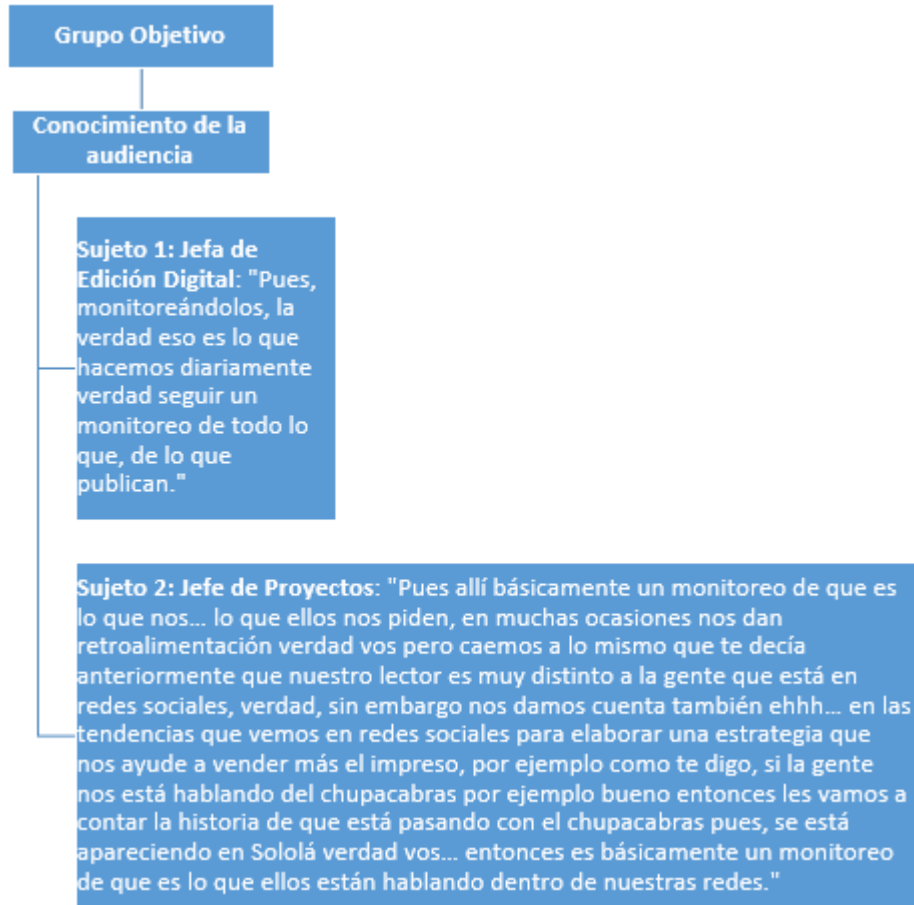 Grupo Objetivo
Conocimiento de la
audiencia
Sujeto 1: Jefa de
Edición Digital: "Pues,
monitoreándolos, la
verdad eso es lo que
hacemos diariamente
verdad seguir un
monitoreo de todo lo
que, de lo que
publican."
Sujeto 2: Jefe de Proyectos: "Pues allí básicamente un monitoreo de que es
lo que nos... lo que ellos nos piden, en muchas ocasiones nos dan
retroalimentación verdad vos pero caemos a lo mismo que te decía
anteriormente que nuestro lector es muy distinto a la gente que está en
redes sociales, verdad, sin embargo nos damos cuenta también ehhh... en las
tendencias que vemos en redes sociales para elaborar una estrategia que
nos ayude a vender más el impreso, por ejemplo como te digo, si la gente
nos está hablando del chupacabras por ejemplo bueno entonces les vamos a
contar la historia de que está pasando con el chupacabras pues, se está
apareciendo en Sololá verdad vos... entonces es básicamente un monitoreo
de que es lo que ellos están hablando dentro de nuestras redes."